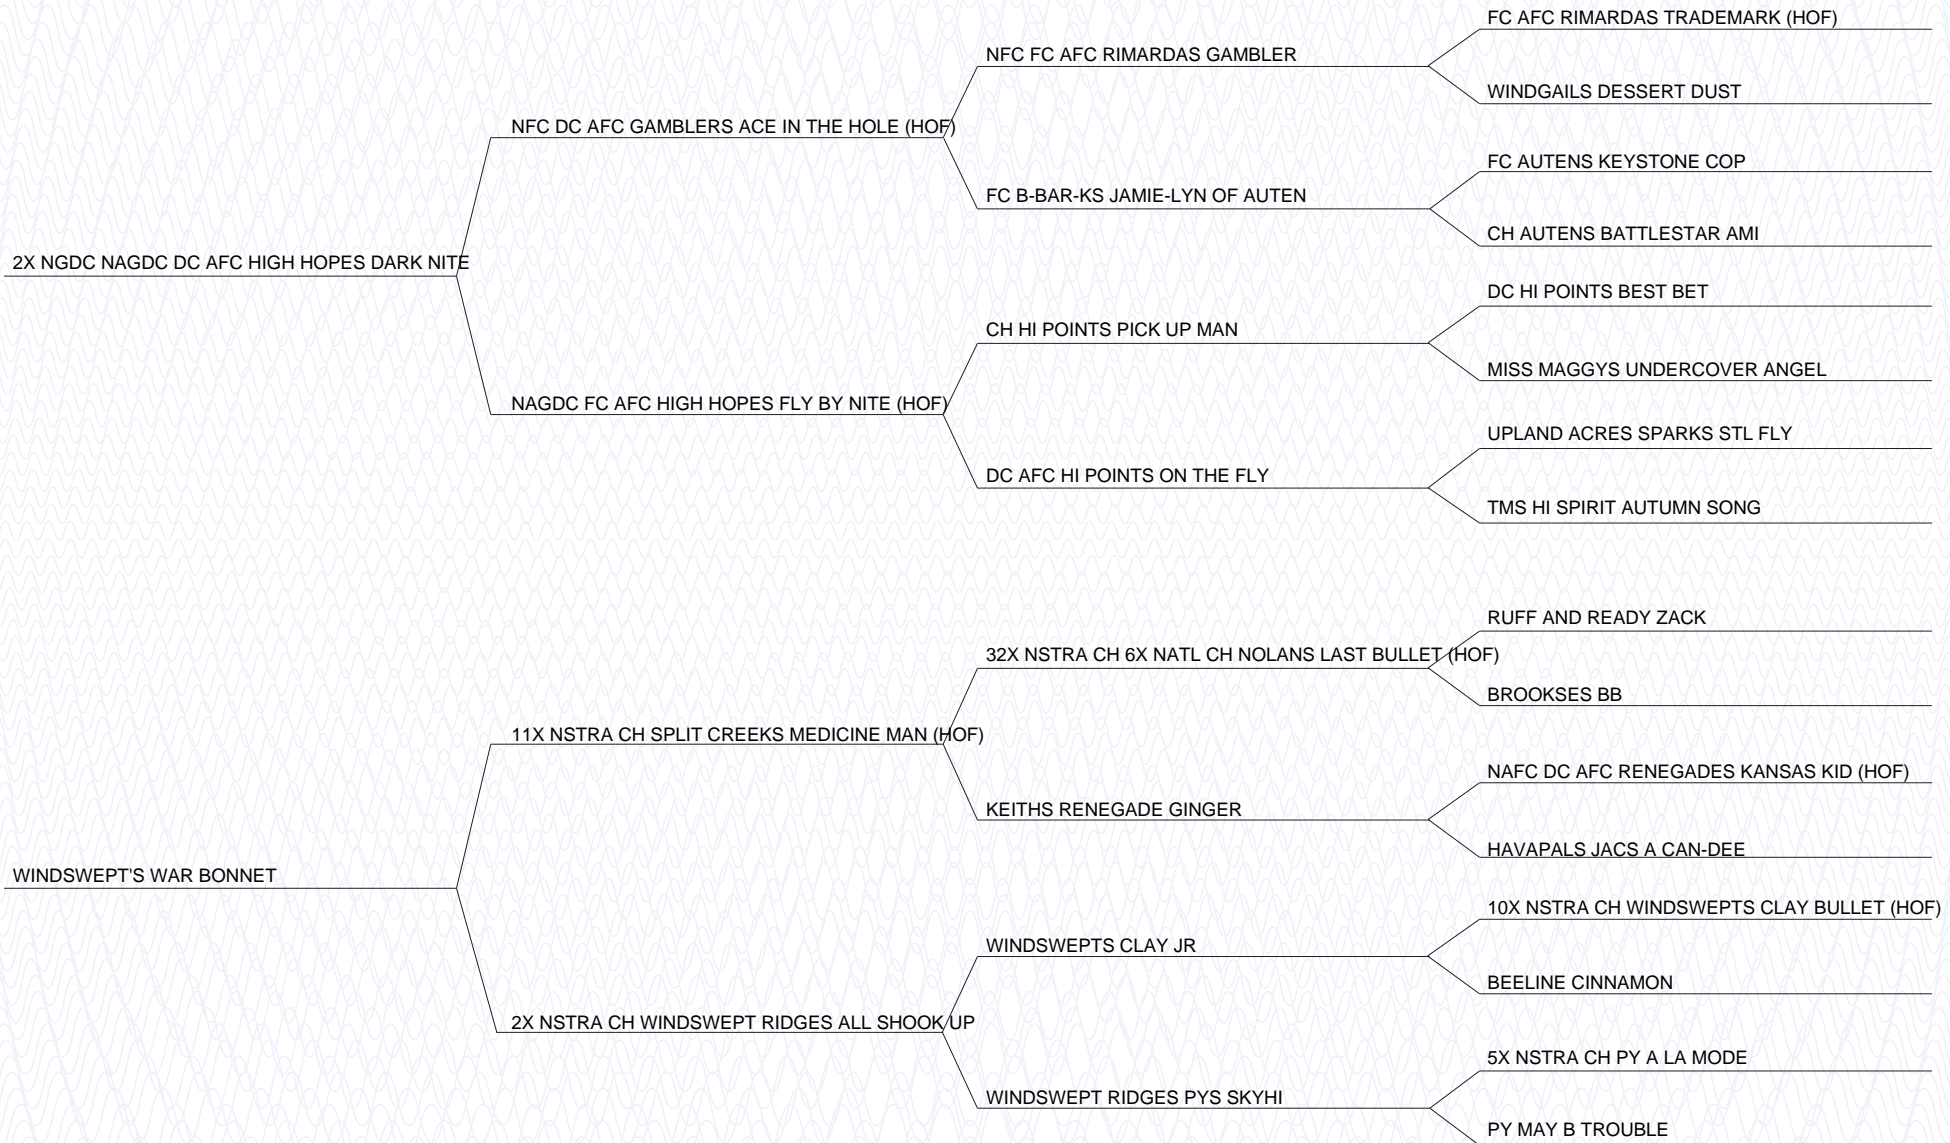 FC AFC RIMARDAS TRADEMARK (HOF)
NFC FC AFC RIMARDAS GAMBLER
WINDGAILS DESSERT DUST
NFC DC AFC GAMBLERS ACE IN THE HOLE (HOF)
FC AUTENS KEYSTONE COP
FC B-BAR-KS JAMIE-LYN OF AUTEN
CH AUTENS BATTLESTAR AMI
2X NGDC NAGDC DC AFC HIGH HOPES DARK NITE
DC HI POINTS BEST BET
CH HI POINTS PICK UP MAN
MISS MAGGYS UNDERCOVER ANGEL
NAGDC FC AFC HIGH HOPES FLY BY NITE (HOF)
UPLAND ACRES SPARKS STL FLY
DC AFC HI POINTS ON THE FLY
TMS HI SPIRIT AUTUMN SONG
RUFF AND READY ZACK
32X NSTRA CH 6X NATL CH NOLANS LAST BULLET (HOF)
BROOKSES BB
11X NSTRA CH SPLIT CREEKS MEDICINE MAN (HOF)
NAFC DC AFC RENEGADES KANSAS KID (HOF)
KEITHS RENEGADE GINGER
HAVAPALS JACS A CAN-DEE
WINDSWEPT'S WAR BONNET
10X NSTRA CH WINDSWEPTS CLAY BULLET (HOF)
WINDSWEPTS CLAY JR
BEELINE CINNAMON
2X NSTRA CH WINDSWEPT RIDGES ALL SHOOK UP
5X NSTRA CH PY A LA MODE
WINDSWEPT RIDGES PYS SKYHI
PY MAY B TROUBLE